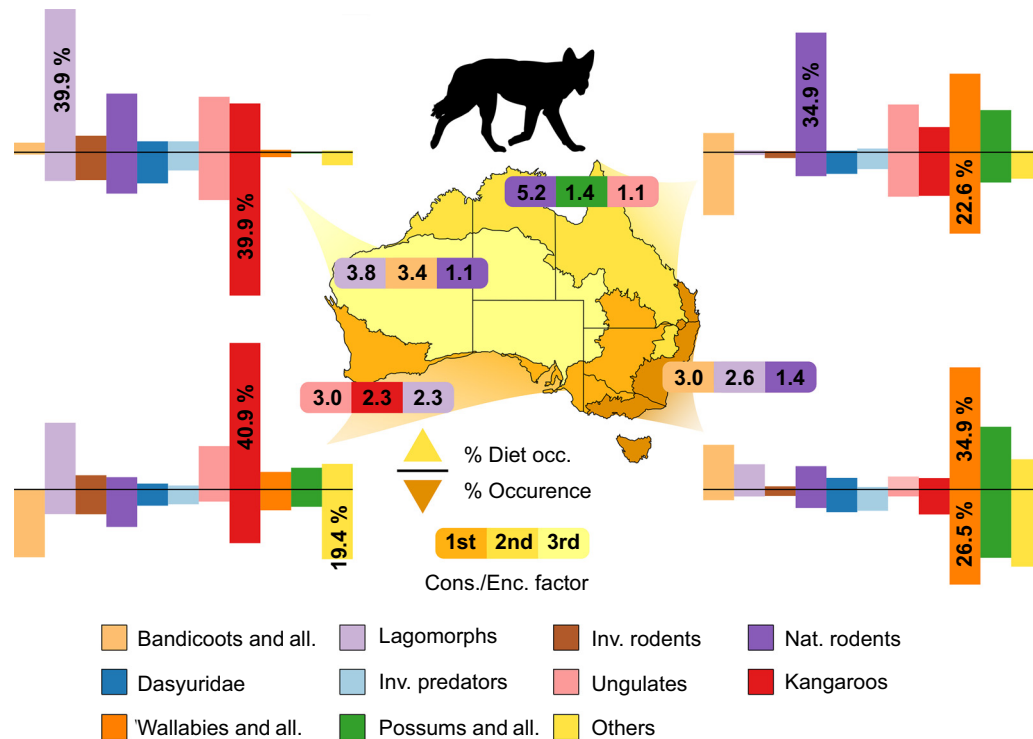 39.9 %
39.9 %
34.9 %
22.6 %
5.2 1.4 1.1
3.8 3.4 1.1
3.0 2.3 2.3
3.0 2.6 1.4
40.9 %
19.4 %
34.9 %
26.5 %
% Diet occ.
% Occurence
1st 2nd 3rd
Cons./Enc. factor
Bandicoots and all. Lagomorphs Inv. rodents Nat. rodents
Dasyuridae Inv. predators Ungulates Kangaroos
Wallabies and all. Possums and all. Others